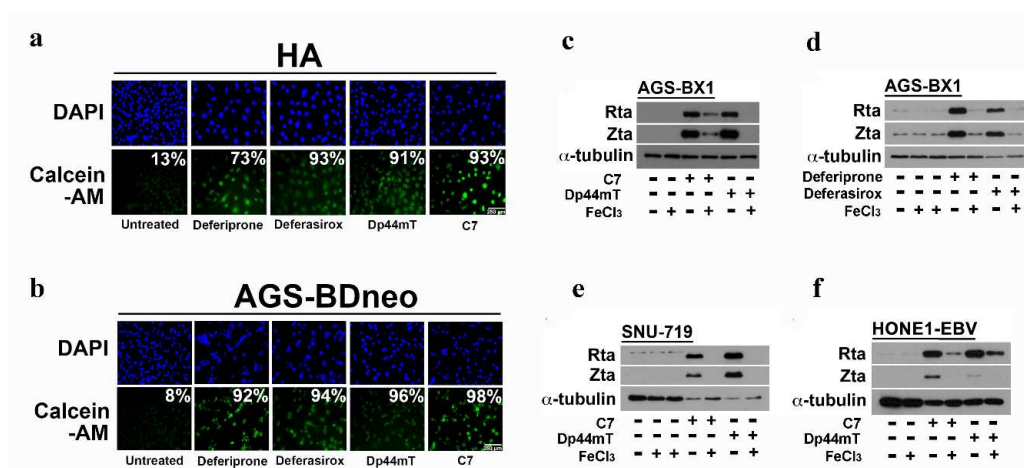 a
HA
DAPI
Calcein
-AM
13% 73% 93% 91% 93%
Untreated Deferiprone Deferasirox Dp44mT C7
b
AGS-BDneo
DAPI
Calcein
-AM
8% 92% 94% 96% 98%
Untreated Deferiprone Deferasirox Dp44mT C7
c
AGS-BX1
Rta
Zta
α-tubulin
C7 − − + + − −
Dp44mT − − − − + +
FeCl₃ − + − + − +
d
AGS-BX1
Rta
Zta
α-tubulin
Deferiprone − − − + + − −
Deferasirox − − − − − + +
FeCl₃ − + + − + − +
e
SNU-719
Rta
Zta
α-tubulin
C7 − − − + + − −
Dp44mT − − − − − + +
FeCl₃ − + + − + − +
f
HONE1-EBV
Rta
Zta
α-tubulin
C7 − − + + − −
Dp44mT − − − − + +
FeCl₃ − + − + − +